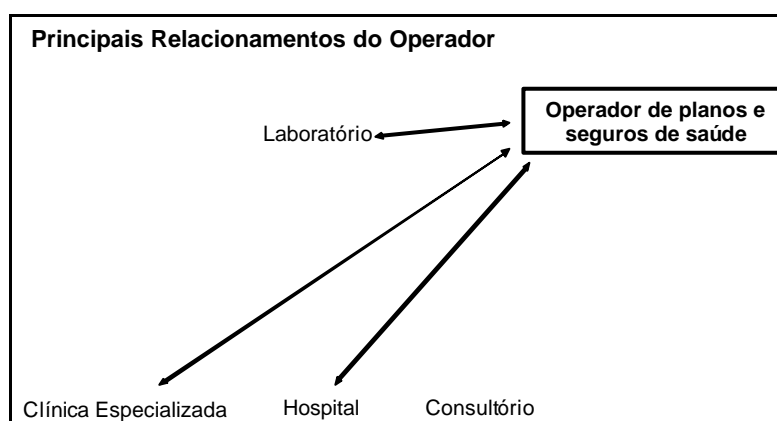 Principais Relacionamentos do Operador
Operador de planos e
seguros de saúde
Laboratório
Clínica Especializada
Hospital
Consultório